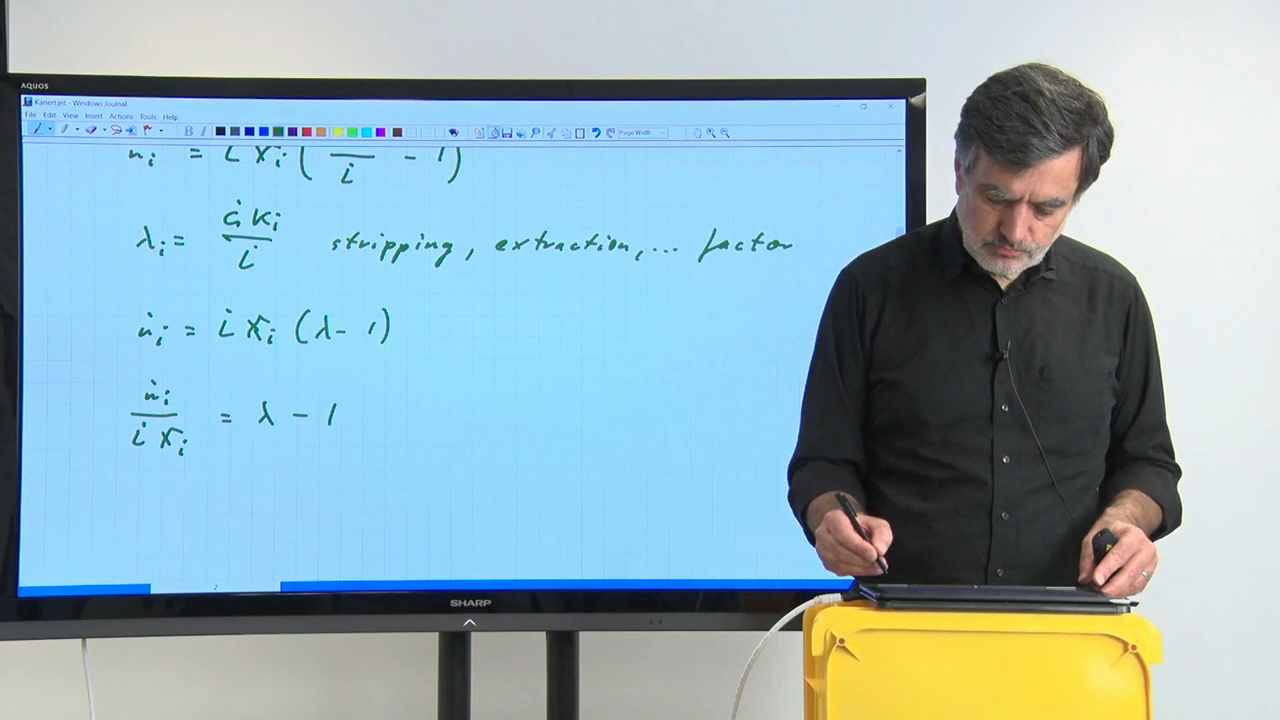 AQUOS
Kariert.jnt - Windows Journal
File Edit View Insert Actions Tools Help
B I Page Width
ṅᵢ = L̇ Xᵢ ( — / L̇ - 1 )
λᵢ = Ġ Kᵢ / L̇ stripping, extraction, ... factor
ṅᵢ = L̇ Xᵢ (λ - 1)
ṅᵢ / L̇ Xᵢ = λ - 1
2
SHARP